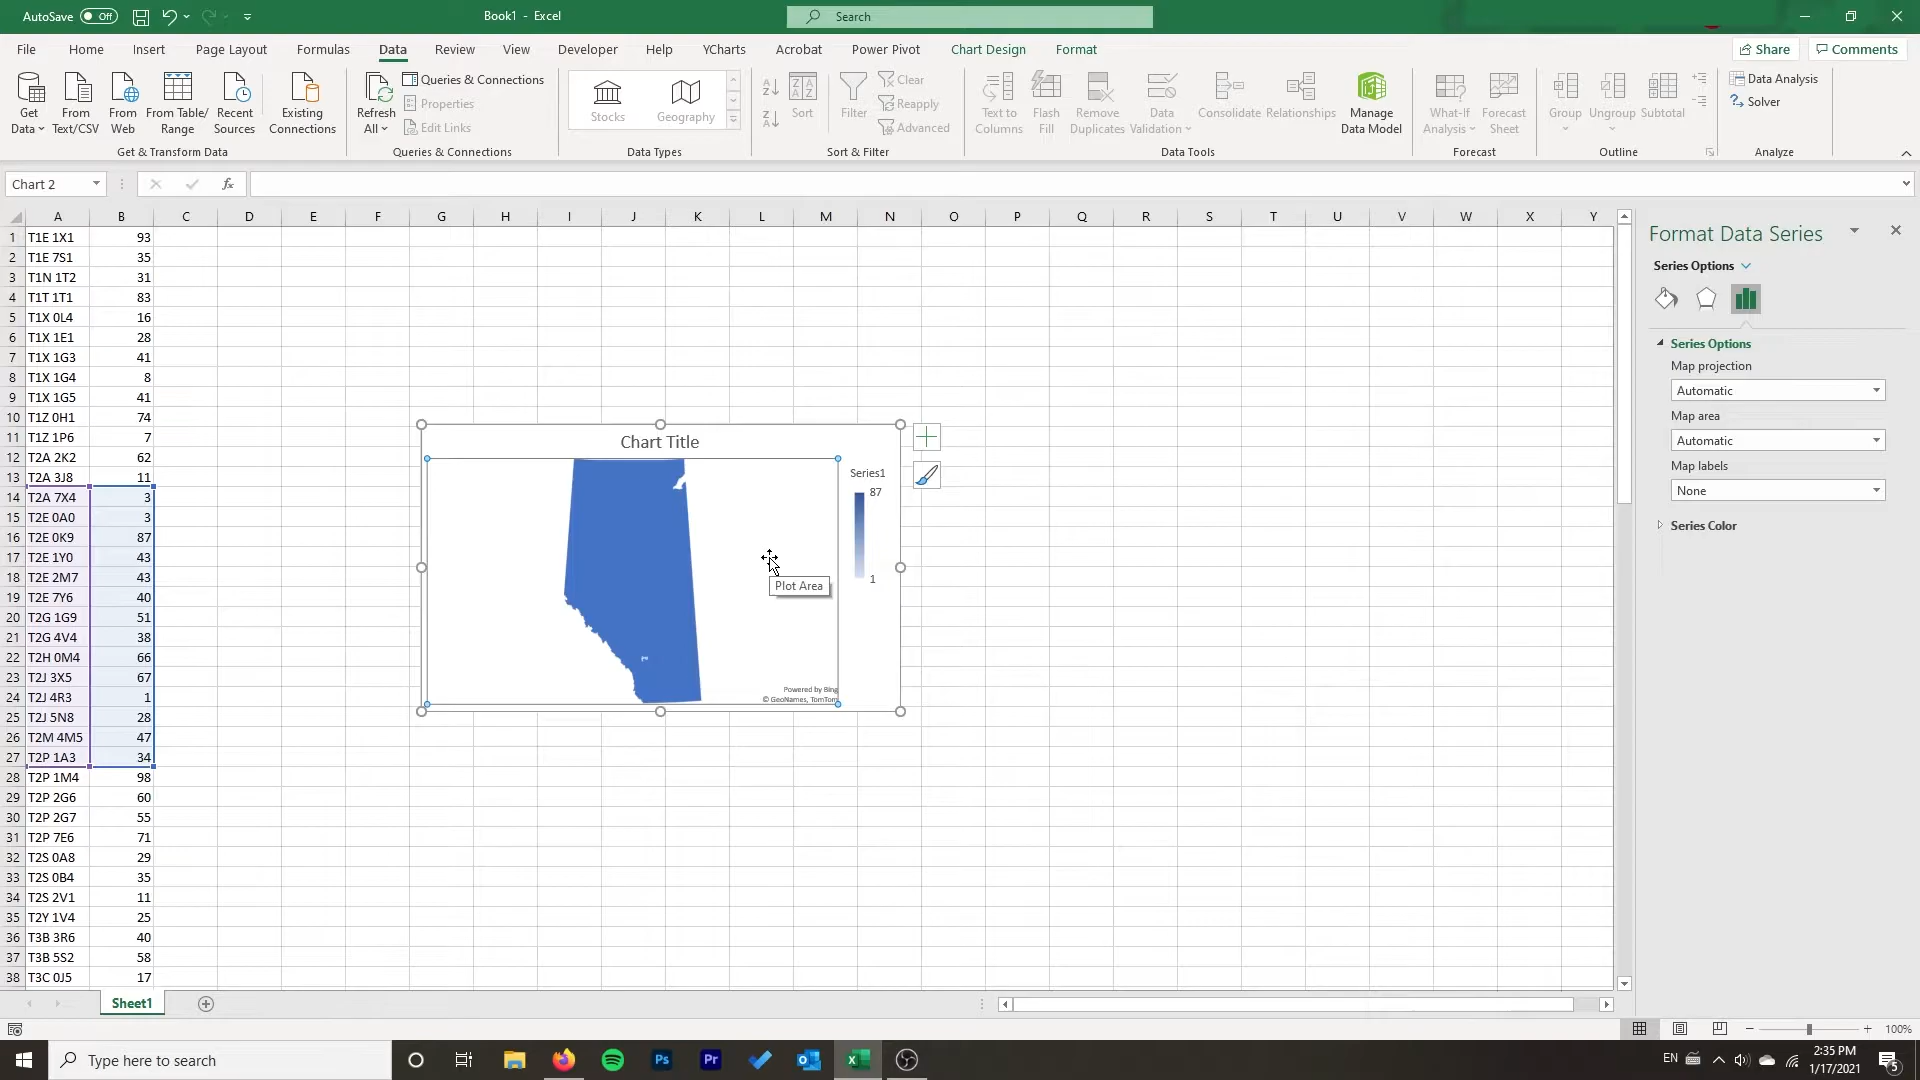 AutoSave Off
Book1 - Excel
Search
File Home Insert Page Layout Formulas Data Review View Developer Help YCharts Acrobat Power Pivot Chart Design Format
Share Comments
Get Data
From Text/CSV
From Web
From Table/ Range
Recent Sources
Existing Connections
Get & Transform Data
Refresh All
Queries & Connections
Properties
Edit Links
Queries & Connections
Stocks
Geography
Data Types
Sort
Filter
Clear
Reapply
Advanced
Sort & Filter
Text to Columns
Flash Fill
Remove Duplicates
Data Validation
Consolidate
Relationships
Manage Data Model
Data Tools
What-If Analysis
Forecast Sheet
Forecast
Group
Ungroup
Subtotal
Outline
Data Analysis
Solver
Analyze
Chart 2
fx
A B C D E F G H I J K L M N O P Q R S T U V W X Y
1 T1E 1X1 93
2 T1E 7S1 35
3 T1N 1T2 31
4 T1T 1T1 83
5 T1X 0L4 16
6 T1X 1E1 28
7 T1X 1G3 41
8 T1X 1G4 8
9 T1X 1G5 41
10 T1Z 0H1 74
11 T1Z 1P6 7
12 T2A 2K2 62
13 T2A 3J8 11
14 T2A 7X4 3
15 T2E 0A0 3
16 T2E 0K9 87
17 T2E 1Y0 43
18 T2E 2M7 43
19 T2E 7Y6 40
20 T2G 1G9 51
21 T2G 4V4 38
22 T2H 0M4 66
23 T2J 3X5 67
24 T2J 4R3 1
25 T2J 5N8 28
26 T2M 4M5 47
27 T2P 1A3 34
28 T2P 1M4 98
29 T2P 2G6 60
30 T2P 2G7 55
31 T2P 7E6 71
32 T2S 0A8 29
33 T2S 0B4 35
34 T2S 2V1 11
35 T2Y 1V4 25
36 T3B 3R6 40
37 T3B 5S2 58
38 T3C 0J5 17
Chart Title
Series1
87
1
Plot Area
Powered by Bing
© GeoNames, TomTom
Format Data Series
Series Options
Series Options
Map projection
Automatic
Map area
Automatic
Map labels
None
Series Color
Sheet1
100%
Type here to search
Ps
Pr
EN
2:35 PM
1/17/2021
5